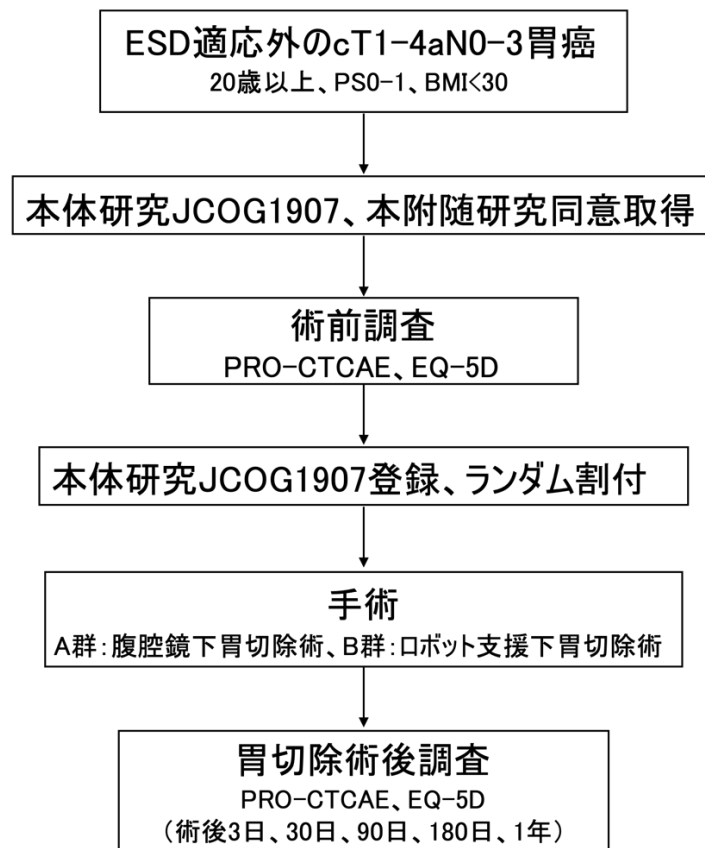 ESD適応外のcT1-4aN0-3胃癌
20歳以上、PS0-1、BMI<30
本体研究JCOG1907、本附随研究同意取得
術前調査
PRO-CTCAE、EQ-5D
本体研究JCOG1907登録、ランダム割付
手術
A群：腹腔鏡下胃切除術、B群：ロボット支援下胃切除術
胃切除術後調査
PRO-CTCAE、EQ-5D
（術後3日、30日、90日、180日、1年）